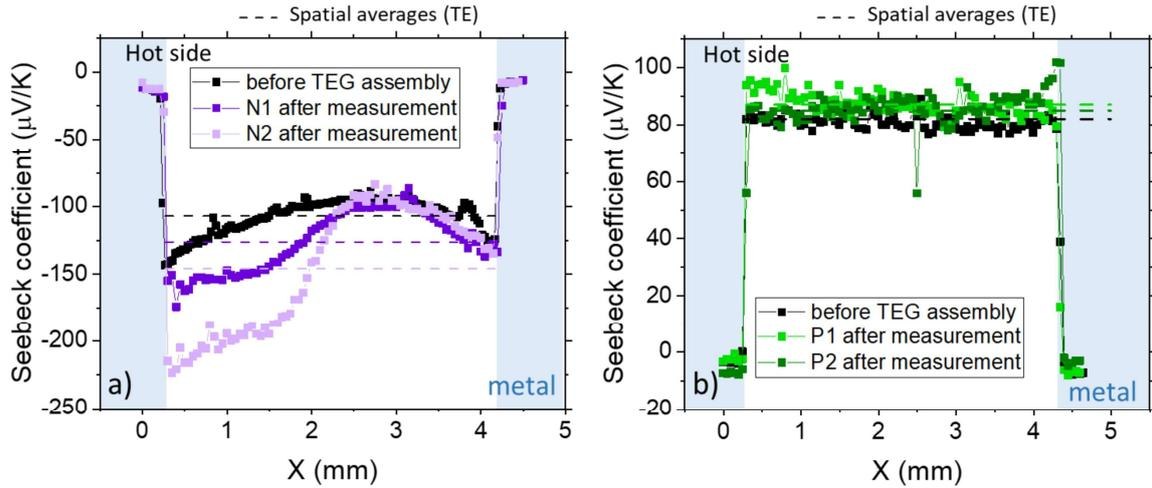 Spatial averages (TE)
Hot side
before TEG assembly
N1 after measurement
N2 after measurement
Seebeck coefficient (µV/K)
0
-50
-100
-150
-200
-250
a)
metal
0 1 2 3 4 5
X (mm)
Spatial averages (TE)
Hot side
Seebeck coefficient (µV/K)
100
80
60
40
20
0
-20
before TEG assembly
P1 after measurement
P2 after measurement
b)
metal
0 1 2 3 4 5
X (mm)